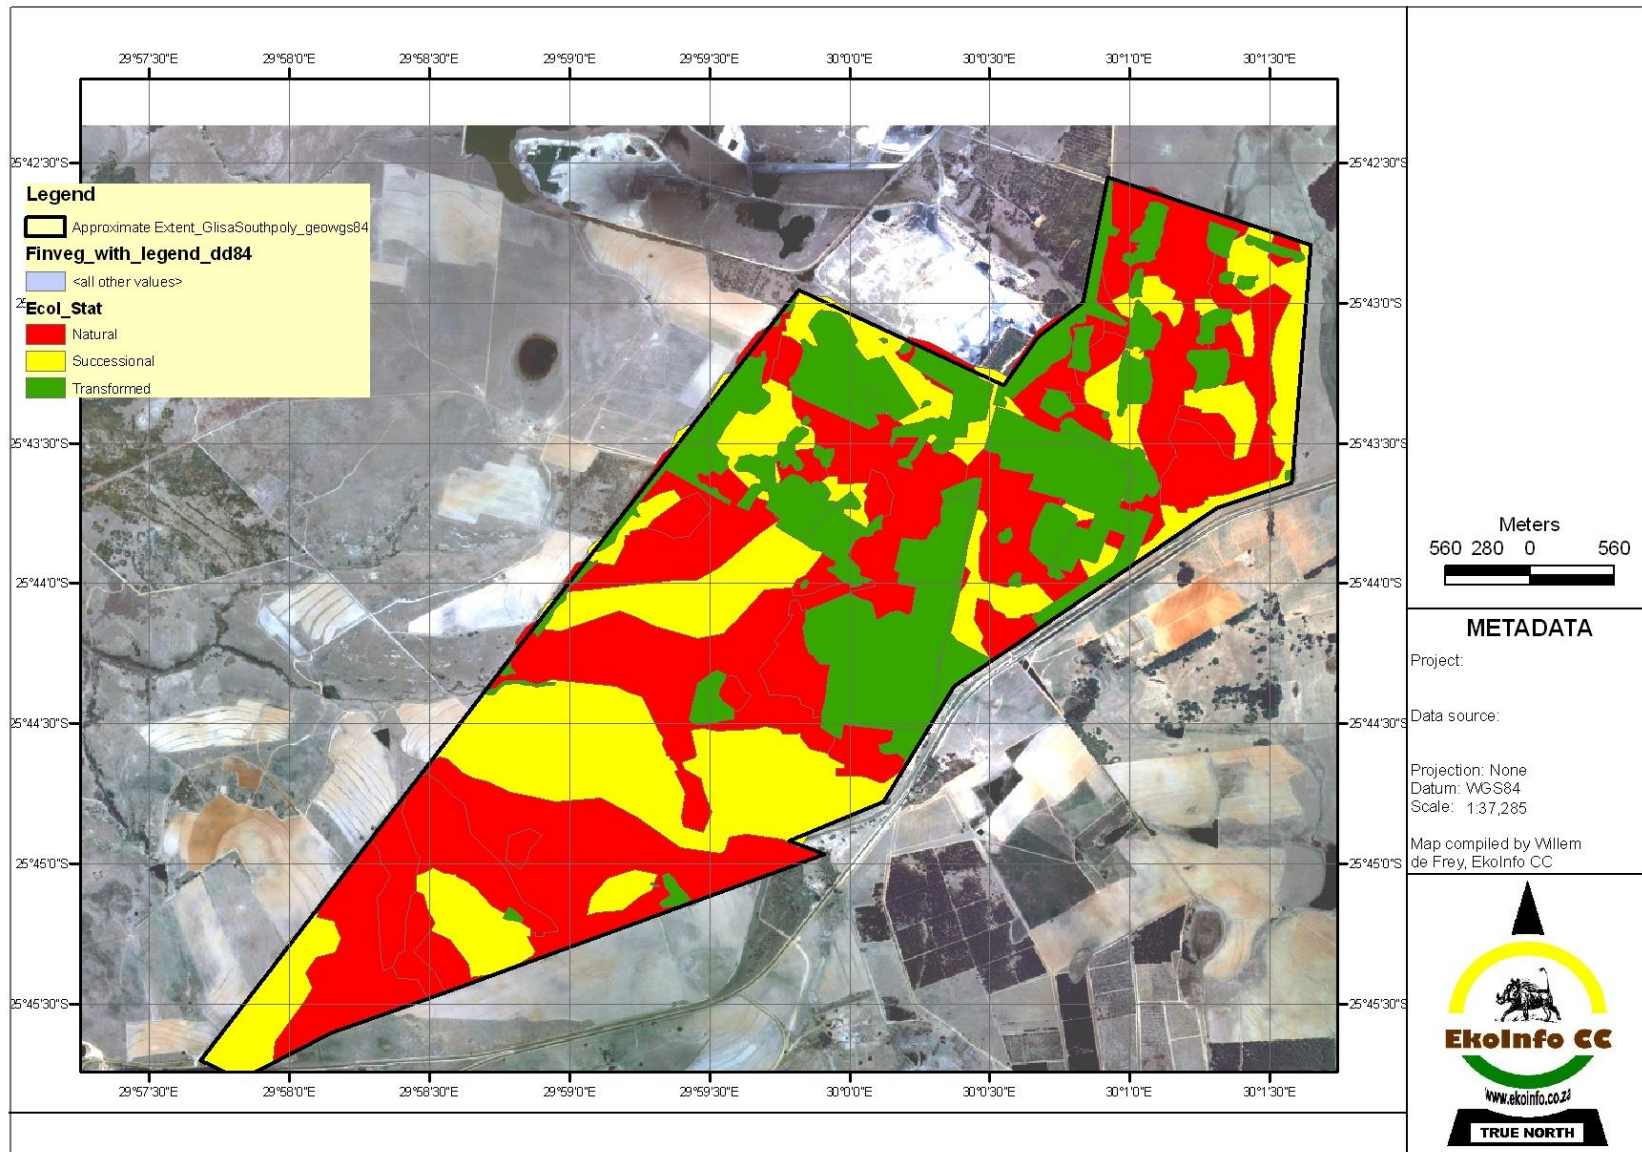 29°57'30"E 29°58'0"E 29°58'30"E 29°59'0"E 29°59'30"E 30°0'0"E 30°0'30"E 30°1'0"E 30°1'30"E
25°42'30"S 25°42'30"S
Legend
Approximate Extent_GlisaSouthpoly_geowgs84
Finveg_with_legend_dd84
<all other values>
25° 25°43'0"S
Ecol_Stat
Natural
Successional
Transformed
25°43'30"S 25°43'30"S
25°44'0"S 25°44'0"S
25°44'30"S 25°44'30"S
25°45'0"S 25°45'0"S
25°45'30"S 25°45'30"S
29°57'30"E 29°58'0"E 29°58'30"E 29°59'0"E 29°59'30"E 30°0'0"E 30°0'30"E 30°1'0"E 30°1'30"E
Meters
560 280 0 560
METADATA
Project:
Data source:
Projection: None
Datum: WGS84
Scale: 1:37,285
Map compiled by Willem
de Frey, EkoInfo CC
EkoInfo CC
www.ekoinfo.co.za
TRUE NORTH